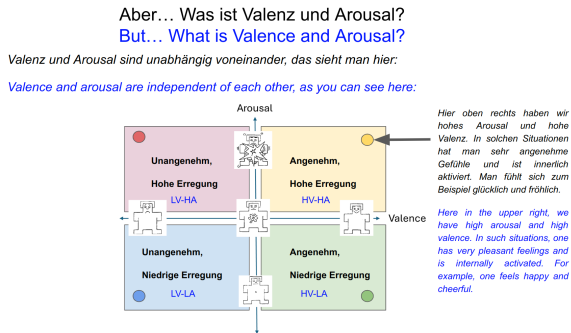 Aber… Was ist Valenz und Arousal?
But… What is Valence and Arousal?
Valenz und Arousal sind unabhängig voneinander, das sieht man hier:
Valence and arousal are independent of each other, as you can see here:
Arousal
Unangenehm,
Hohe Erregung
LV-HA
Angenehm,
Hohe Erregung
HV-HA
Valence
Unangenehm,
Niedrige Erregung
LV-LA
Angenehm,
Niedrige Erregung
HV-LA
Hier oben rechts haben wir
hohes Arousal und hohe
Valenz. In solchen Situationen
hat man sehr angenehme
Gefühle und ist innerlich
aktiviert. Man fühlt sich zum
Beispiel glücklich und fröhlich.
Here in the upper right, we
have high arousal and high
valence. In such situations, one
has very pleasant feelings and
is internally activated. For
example, one feels happy and
cheerful.